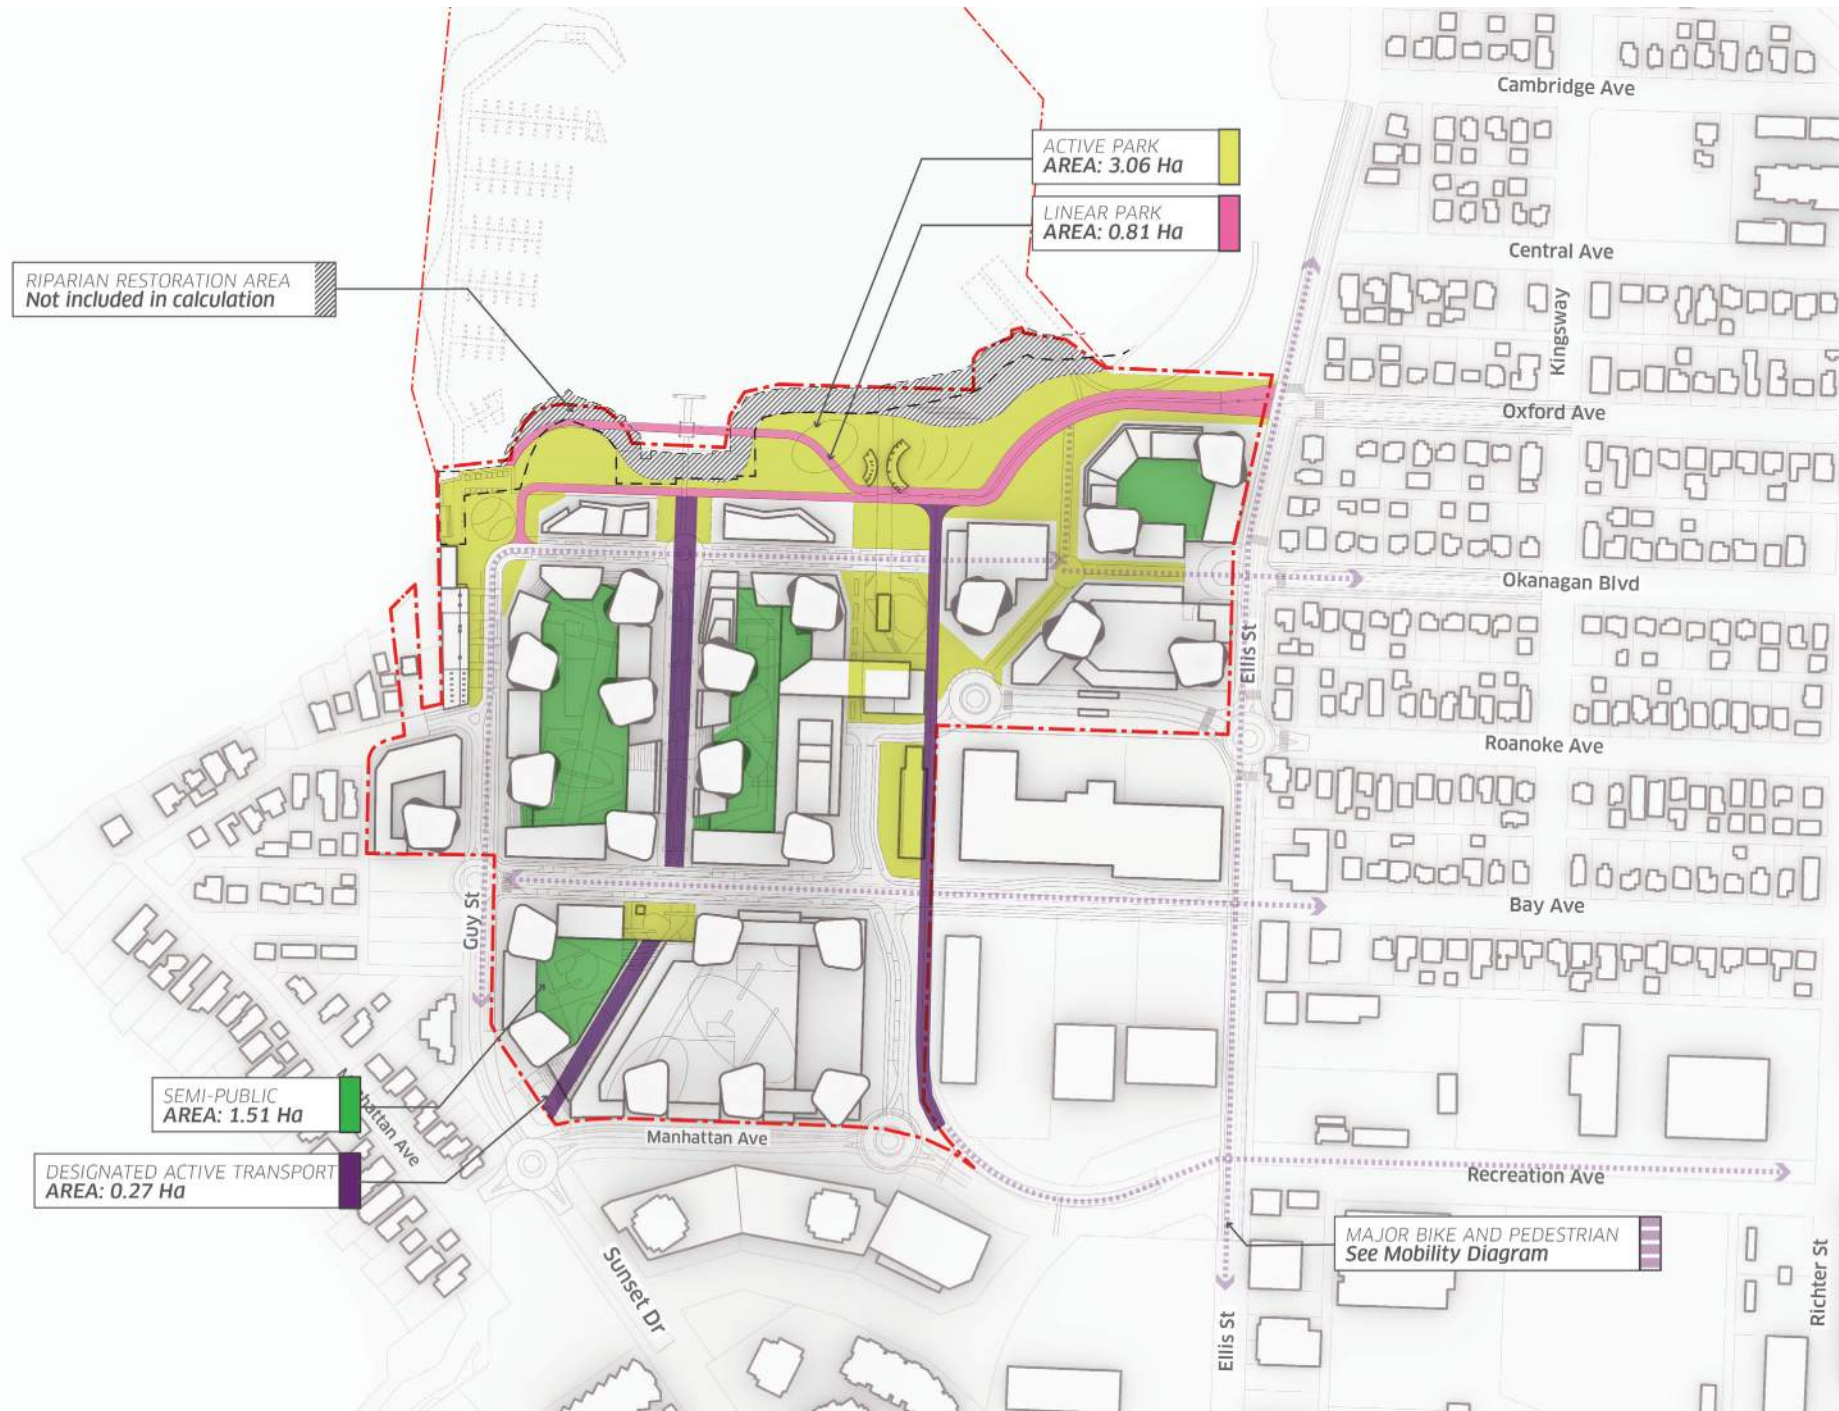 Cambridge Ave
ACTIVE PARK
AREA: 3.06 Ha
LINEAR PARK
AREA: 0.81 Ha
Central Ave
RIPARIAN RESTORATION AREA
Not included in calculation
Kingsway
Oxford Ave
Okanagan Blvd
Ellis St
Roanoke Ave
Bay Ave
Guy St
SEMI-PUBLIC
AREA: 1.51 Ha
Manhattan Ave
Manhattan Ave
DESIGNATED ACTIVE TRANSPORT
AREA: 0.27 Ha
Recreation Ave
MAJOR BIKE AND PEDESTRIAN
See Mobility Diagram
Sunset Dr
Ellis St
Richter St